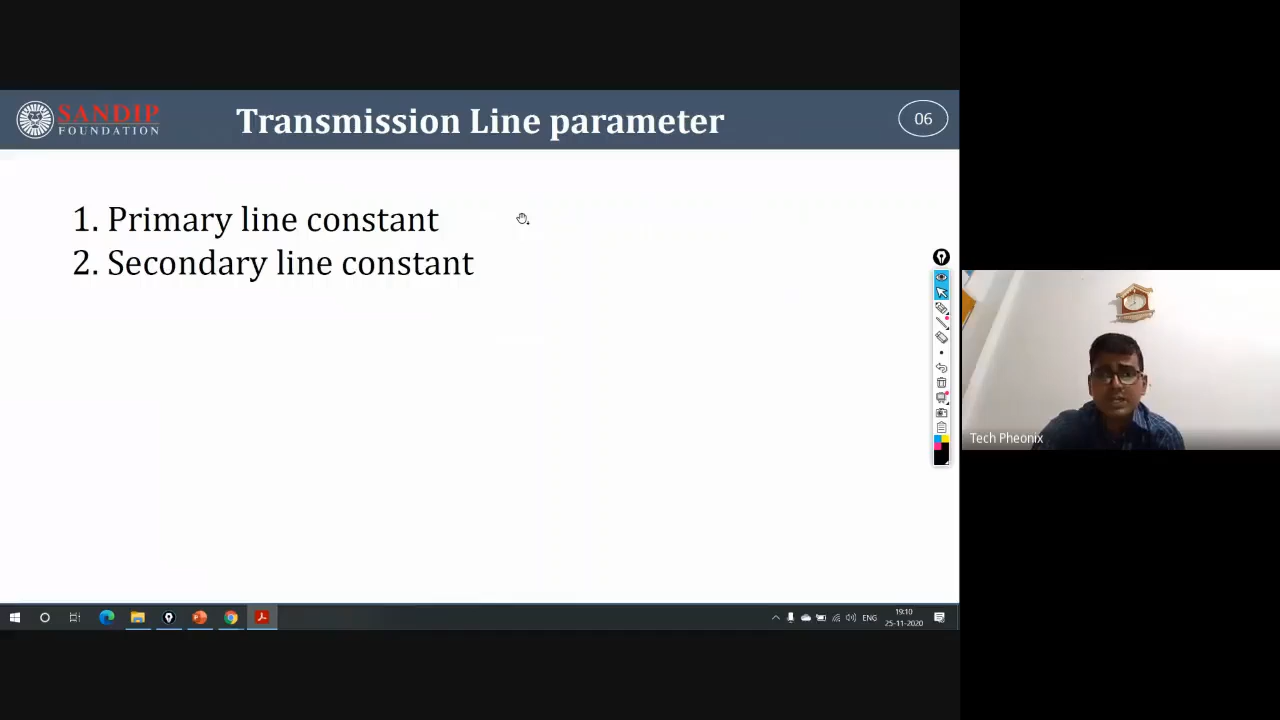 SANDIP
FOUNDATION
Transmission Line parameter
06
1. Primary line constant
2. Secondary line constant
Tech Pheonix
ENG
19:10
25-11-2020